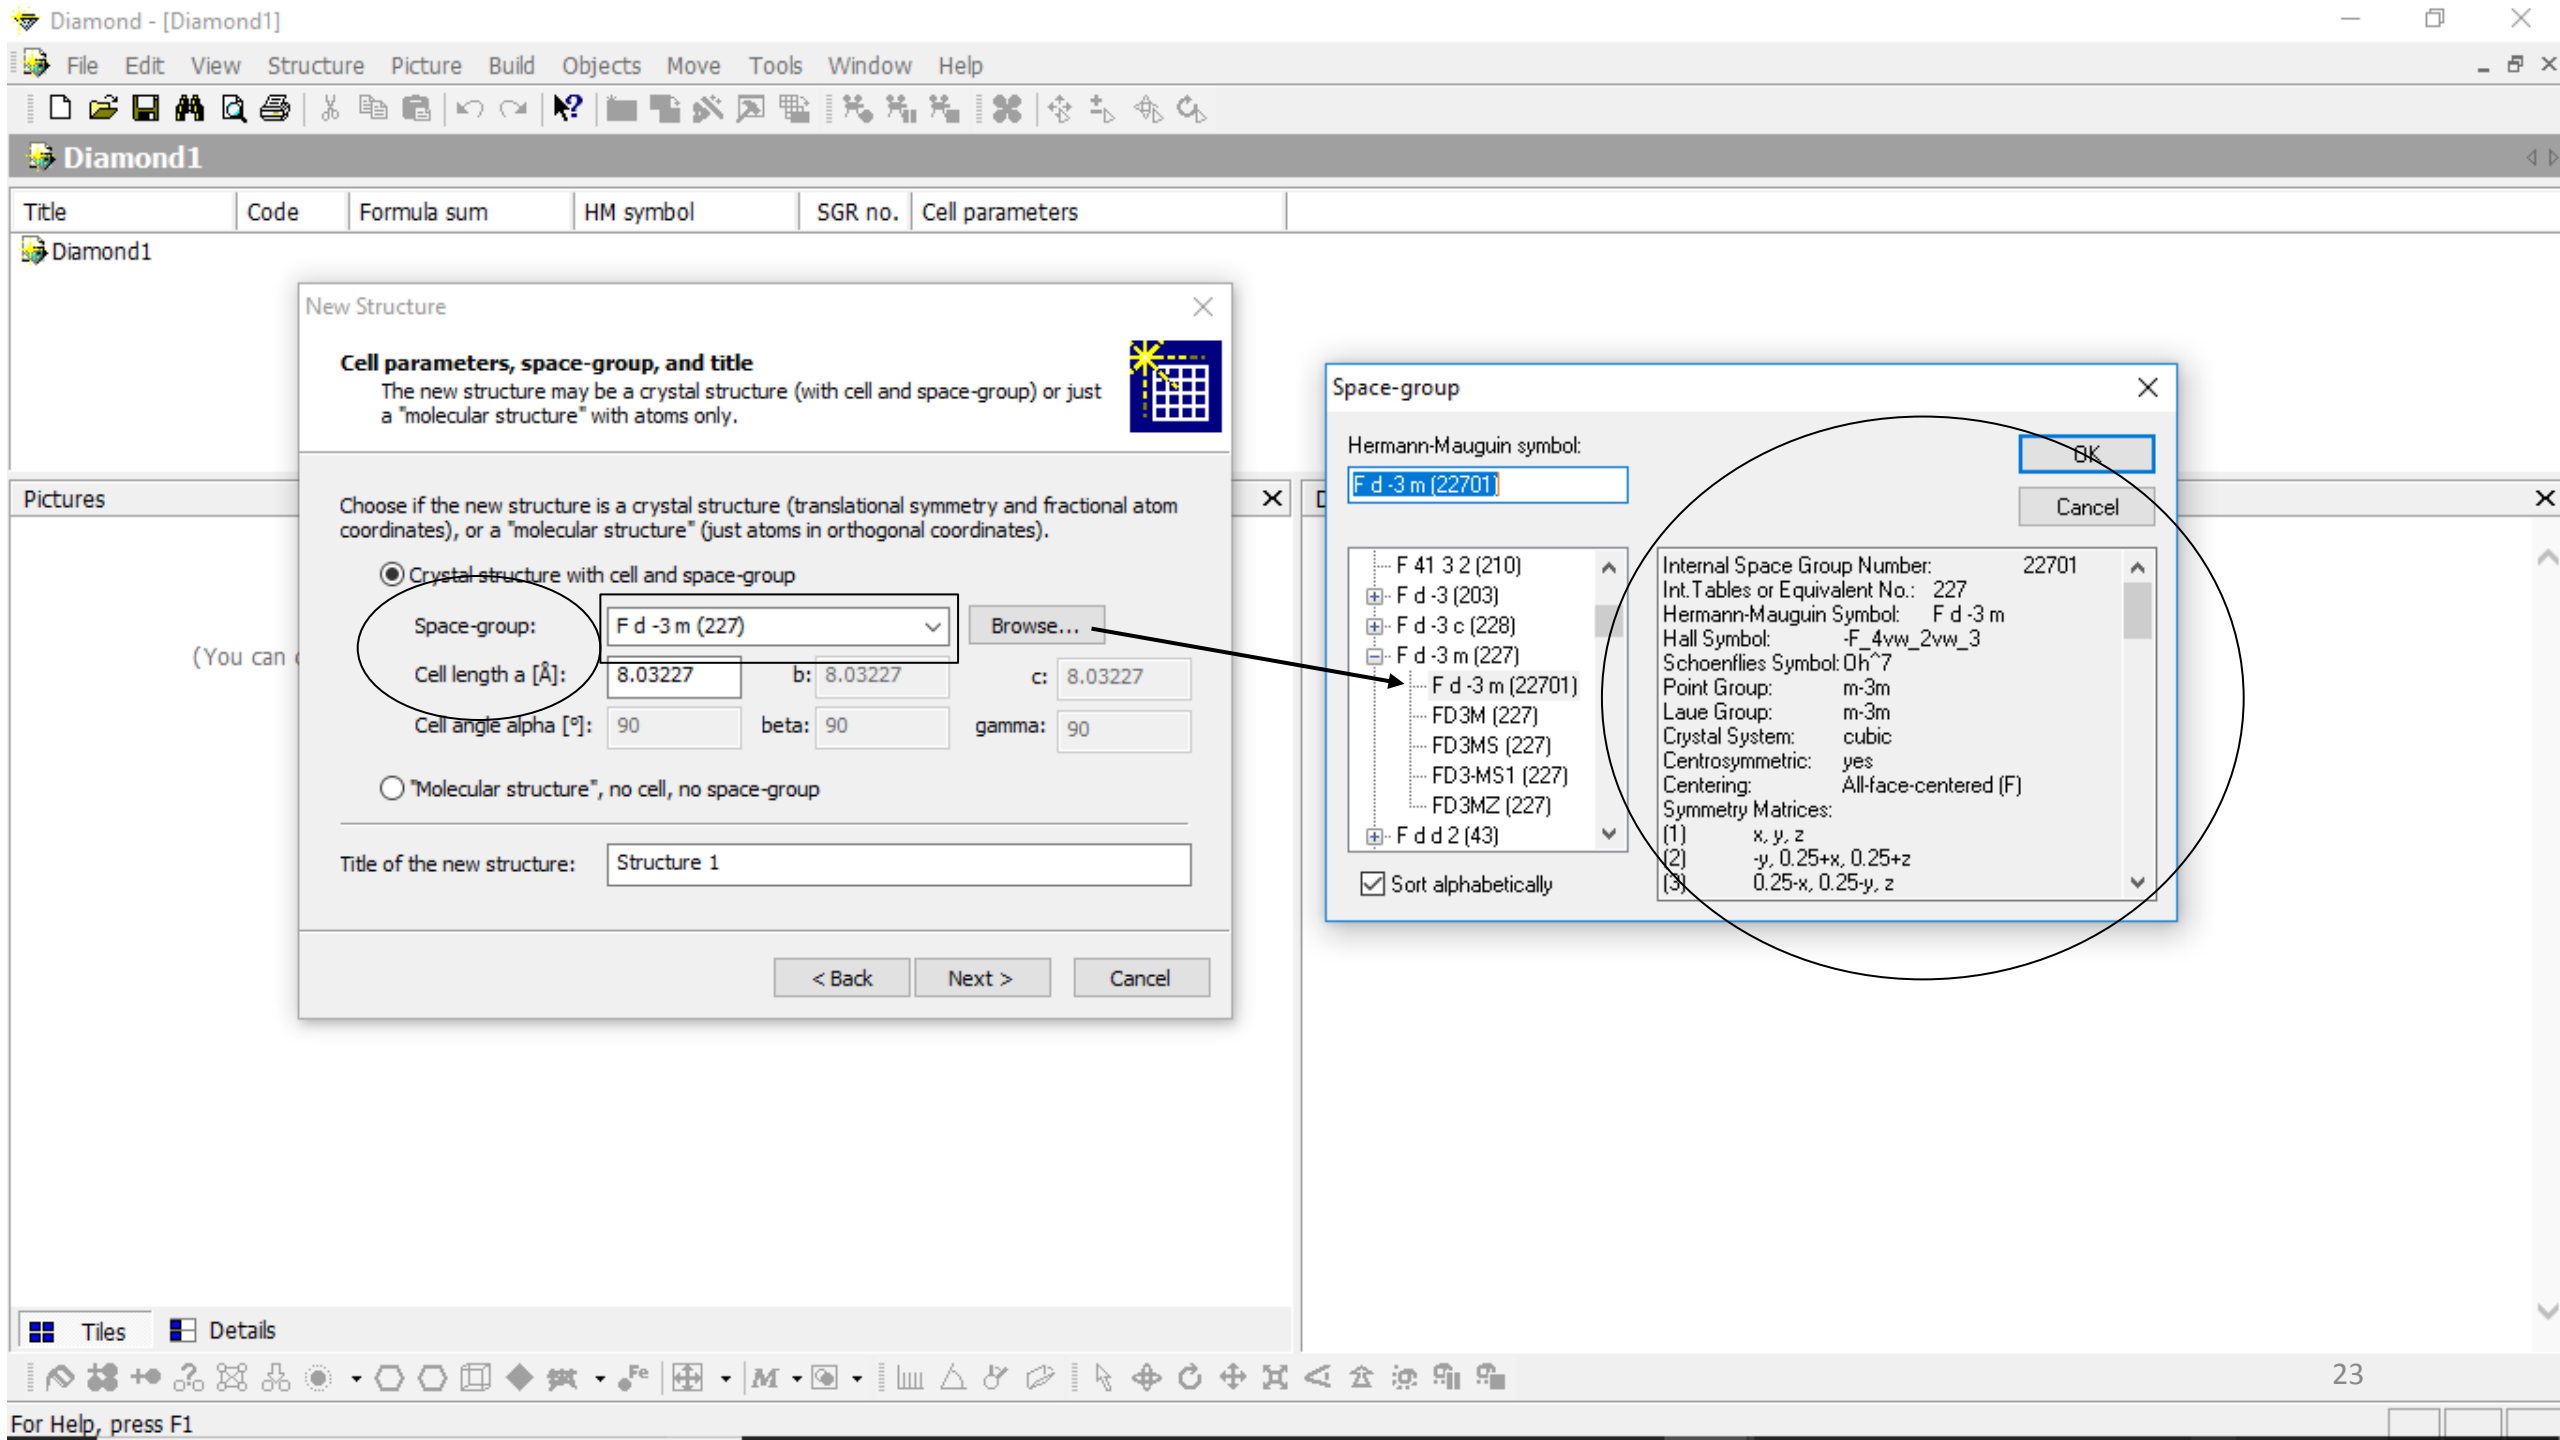 Diamond - [Diamond1]
File Edit View Structure Picture Build Objects Move Tools Window Help
Diamond1
Title Code Formula sum HM symbol SGR no. Cell parameters
Diamond1
New Structure
Cell parameters, space-group, and title
The new structure may be a crystal structure (with cell and space-group) or just
a "molecular structure" with atoms only.
Pictures
(You can
Choose if the new structure is a crystal structure (translational symmetry and fractional atom
coordinates), or a "molecular structure" (just atoms in orthogonal coordinates).
Crystal structure with cell and space-group
Space-group: F d -3 m (227) Browse...
Cell length a [Å]: 8.03227 b: 8.03227 c: 8.03227
Cell angle alpha [°]: 90 beta: 90 gamma: 90
"Molecular structure", no cell, no space-group
Title of the new structure: Structure 1
< Back Next > Cancel
Space-group
Hermann-Mauguin symbol:
F d -3 m (22701)
OK
Cancel
F 41 3 2 (210)
F d -3 (203)
F d -3 c (228)
F d -3 m (227)
F d -3 m (22701)
FD3M (227)
FD3MS (227)
FD3-MS1 (227)
FD3MZ (227)
F d d 2 (43)
Sort alphabetically
Internal Space Group Number: 22701
Int.Tables or Equivalent No.: 227
Hermann-Mauguin Symbol: F d -3 m
Hall Symbol: -F_4vw_2vw_3
Schoenflies Symbol: Oh^7
Point Group: m-3m
Laue Group: m-3m
Crystal System: cubic
Centrosymmetric: yes
Centering: All-face-centered (F)
Symmetry Matrices:
(1) x, y, z
(2) -y, 0.25+x, 0.25+z
(3) 0.25-x, 0.25-y, z
Tiles Details
Fe M
23
For Help, press F1